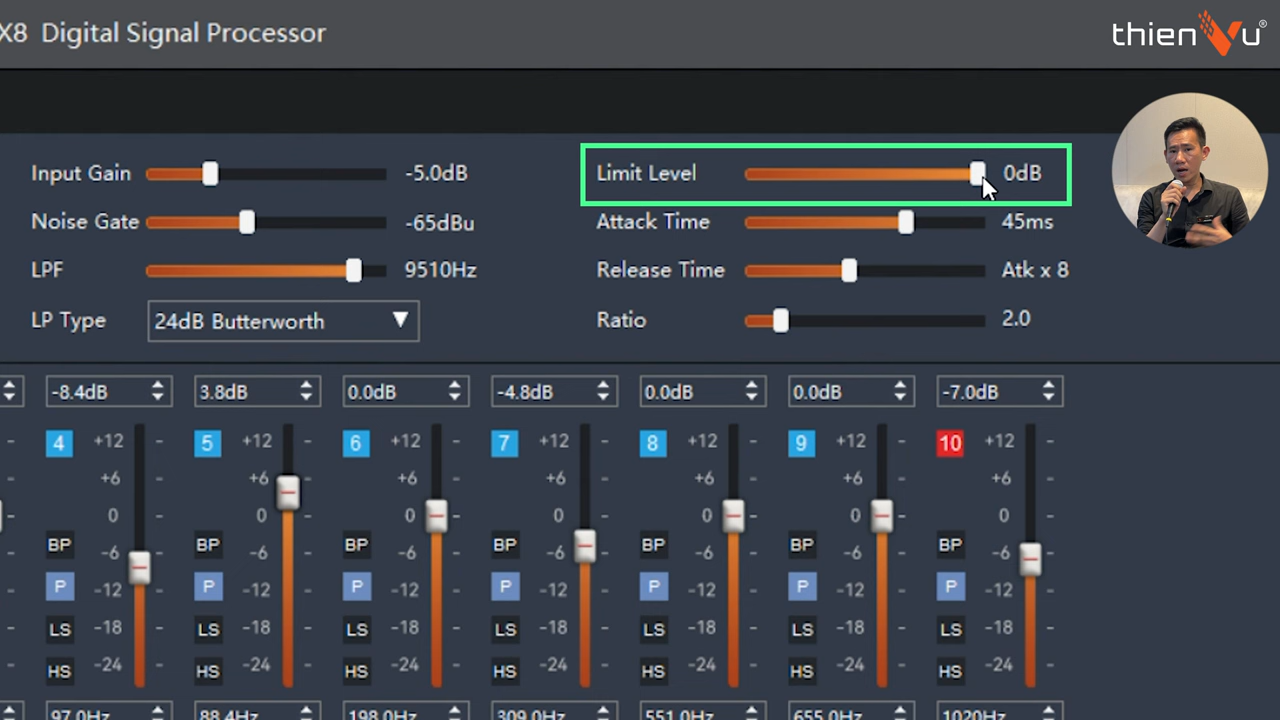 X8 Digital Signal Processor
thienVu®
Input Gain -5.0dB
Noise Gate -65dBu
LPF 9510Hz
LP Type 24dB Butterworth
Limit Level 0dB
Attack Time 45ms
Release Time Atk x 8
Ratio 2.0
-8.4dB 3.8dB 0.0dB -4.8dB 0.0dB 0.0dB -7.0dB
4 +12 5 +12 6 +12 7 +12 8 +12 9 +12 10 +12
+6 +6 +6 +6 +6 +6 +6
0 0 0 0 0 0 0
BP -6 BP -6 BP -6 BP -6 BP -6 BP -6 BP -6
P -12 P -12 P -12 P -12 P -12 P -12 P -12
LS -18 LS -18 LS -18 LS -18 LS -18 LS -18 LS -18
HS -24 HS -24 HS -24 HS -24 HS -24 HS -24 HS -24
97.0Hz 88.4Hz 198.0Hz 309.0Hz 551.0Hz 655.0Hz 1020Hz